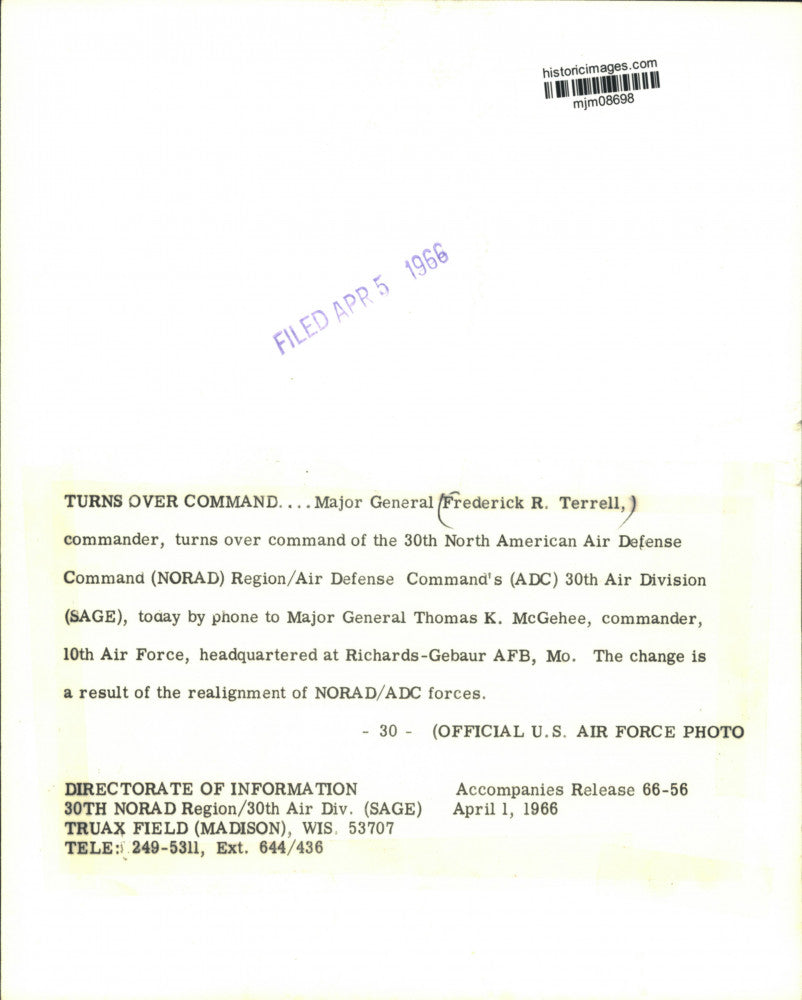 historicimages.com
mjm08698
FILED APR 5 1966
TURNS OVER COMMAND....Major General (Frederick R. Terrell,)
commander, turns over command of the 30th North American Air Defense
Command (NORAD) Region/Air Defense Command's (ADC) 30th Air Division
(SAGE), today by phone to Major General Thomas K. McGehee, commander,
10th Air Force, headquartered at Richards-Gebaur AFB, Mo. The change is
a result of the realignment of NORAD/ADC forces.
- 30 - (OFFICIAL U.S. AIR FORCE PHOTO
DIRECTORATE OF INFORMATION Accompanies Release 66-56
30TH NORAD Region/30th Air Div. (SAGE) April 1, 1966
TRUAX FIELD (MADISON), WIS. 53707
TELE: 249-5311, Ext. 644/436